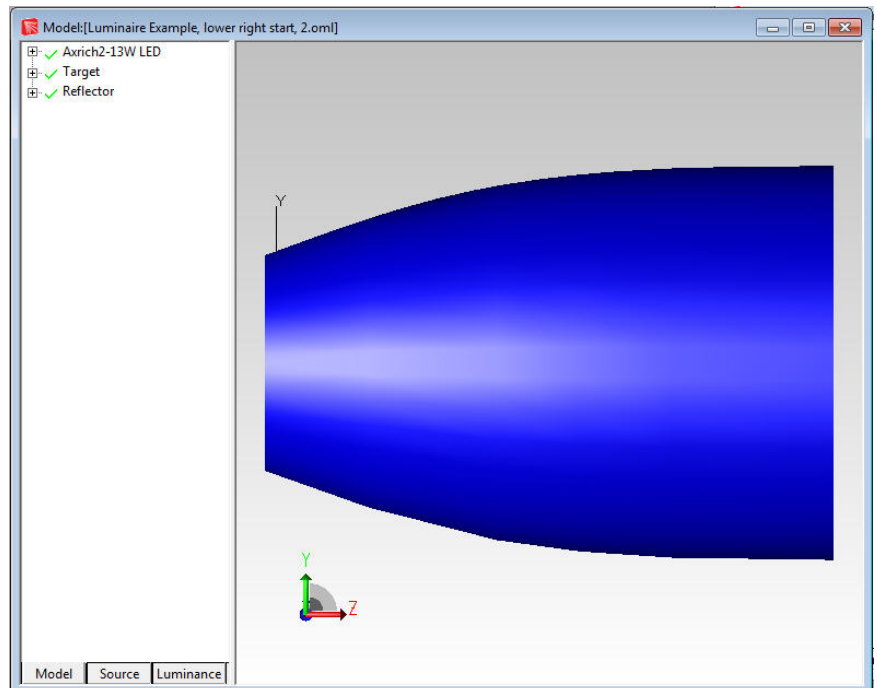 Model:[Luminaire Example, lower right start, 2.oml]
Axrich2-13W LED
Target
Reflector
Y
Y
Z
Model Source Luminance